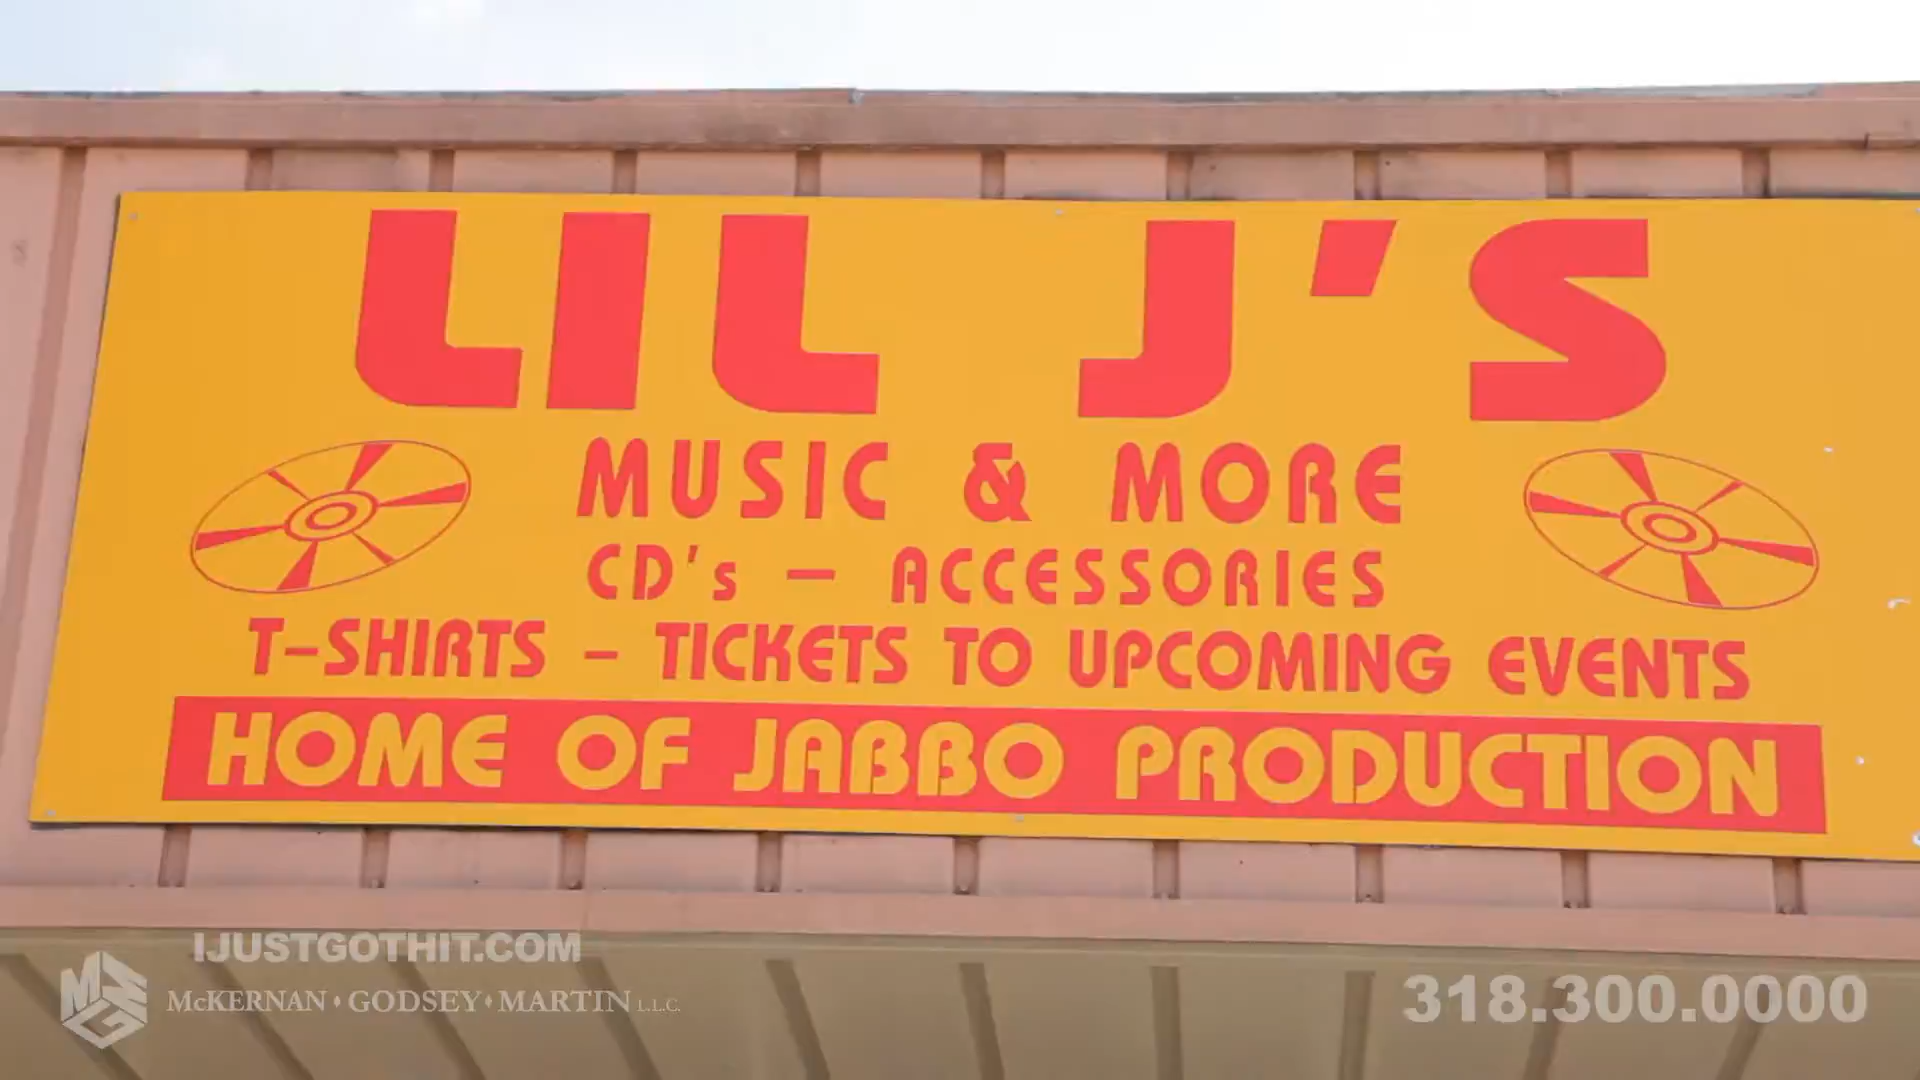 LIL J'S
MUSIC & MORE
CD's - ACCESSORIES
T-SHIRTS - TICKETS TO UPCOMING EVENTS
HOME OF JABBO PRODUCTION
IJUSTGOTHIT.COM
MGM
McKERNAN • GODSEY • MARTIN L.L.C.
318.300.0000